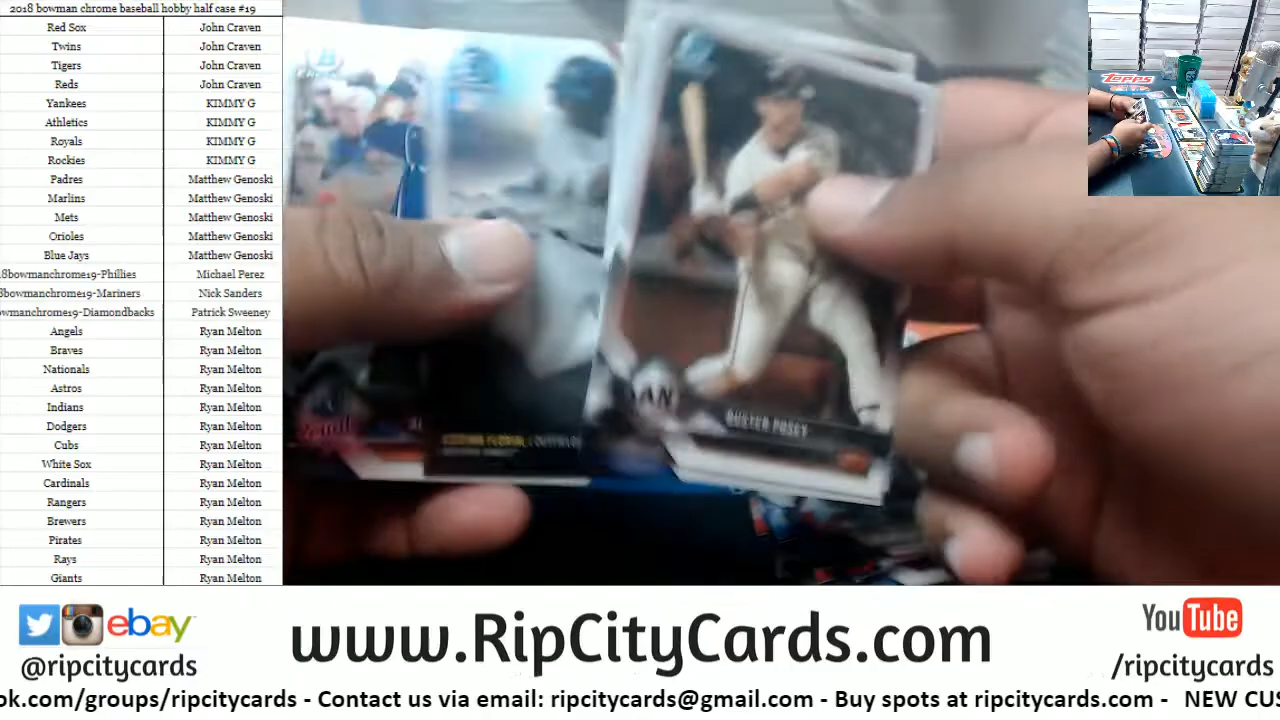 2018 bowman chrome baseball hobby half case #19
Red Sox John Craven
Twins John Craven
Tigers John Craven
Reds John Craven
Yankees KIMMY G
Athletics KIMMY G
Royals KIMMY G
Rockies KIMMY G
Padres Matthew Genoski
Marlins Matthew Genoski
Mets Matthew Genoski
Orioles Matthew Genoski
Blue Jays Matthew Genoski
8bowmanchrome19-Phillies Michael Perez
bowmanchrome19-Mariners Nick Sanders
owmanchrome19-Diamondbacks Patrick Sweeney
Angels Ryan Melton
Braves Ryan Melton
Nationals Ryan Melton
Astros Ryan Melton
Indians Ryan Melton
Dodgers Ryan Melton
Cubs Ryan Melton
White Sox Ryan Melton
Cardinals Ryan Melton
Rangers Ryan Melton
Brewers Ryan Melton
Pirates Ryan Melton
Rays Ryan Melton
Giants Ryan Melton
BUSTER POSEY
TOPPS
ebay
@ripcitycards
www.RipCityCards.com
YouTube
/ripcitycards
ok.com/groups/ripcitycards - Contact us via email: ripcitycards@gmail.com - Buy spots at ripcitycards.com - NEW CUS